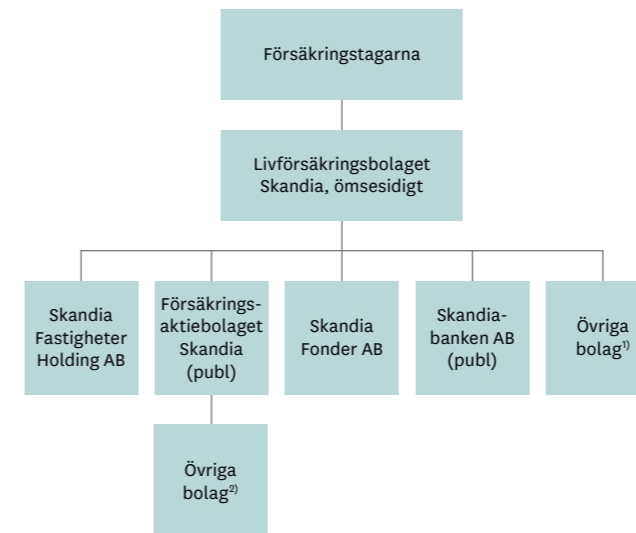 Försäkringstagarna
Livförsäkringsbolaget
Skandia, ömsesidigt
Skandia
Fastigheter
Holding AB
Försäkrings-
aktiebolaget
Skandia
(publ)
Skandia
Fonder AB
Skandia-
banken AB
(publ)
Övriga
bolag¹⁾
Övriga
bolag²⁾